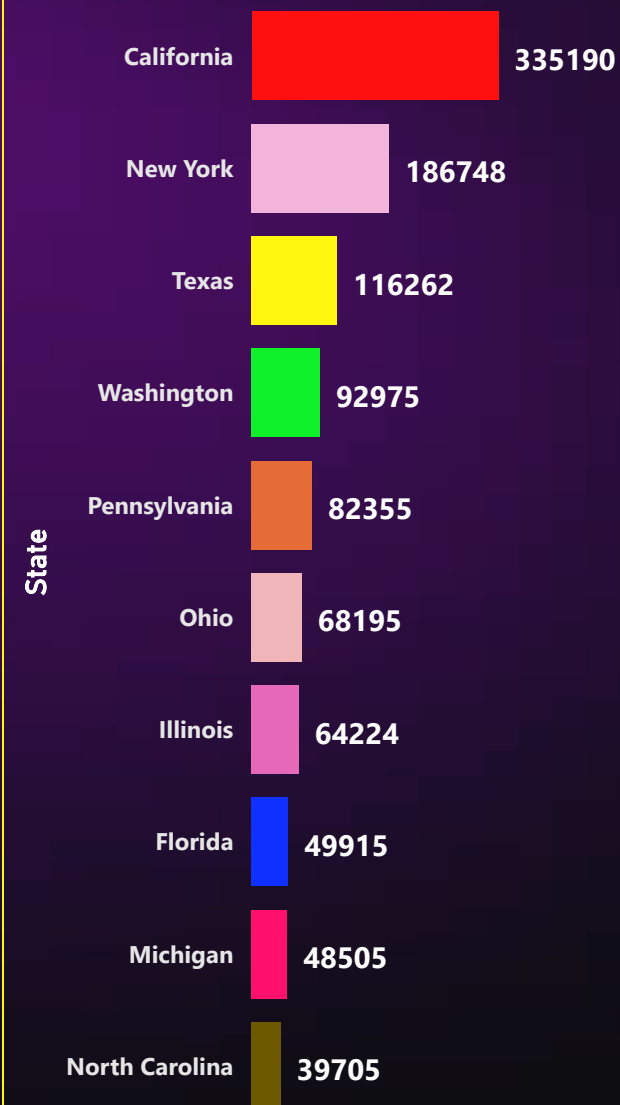 California 335190
New York 186748
Texas 116262
Washington 92975
Pennsylvania 82355
State
Ohio 68195
Illinois 64224
Florida 49915
Michigan 48505
North Carolina 39705